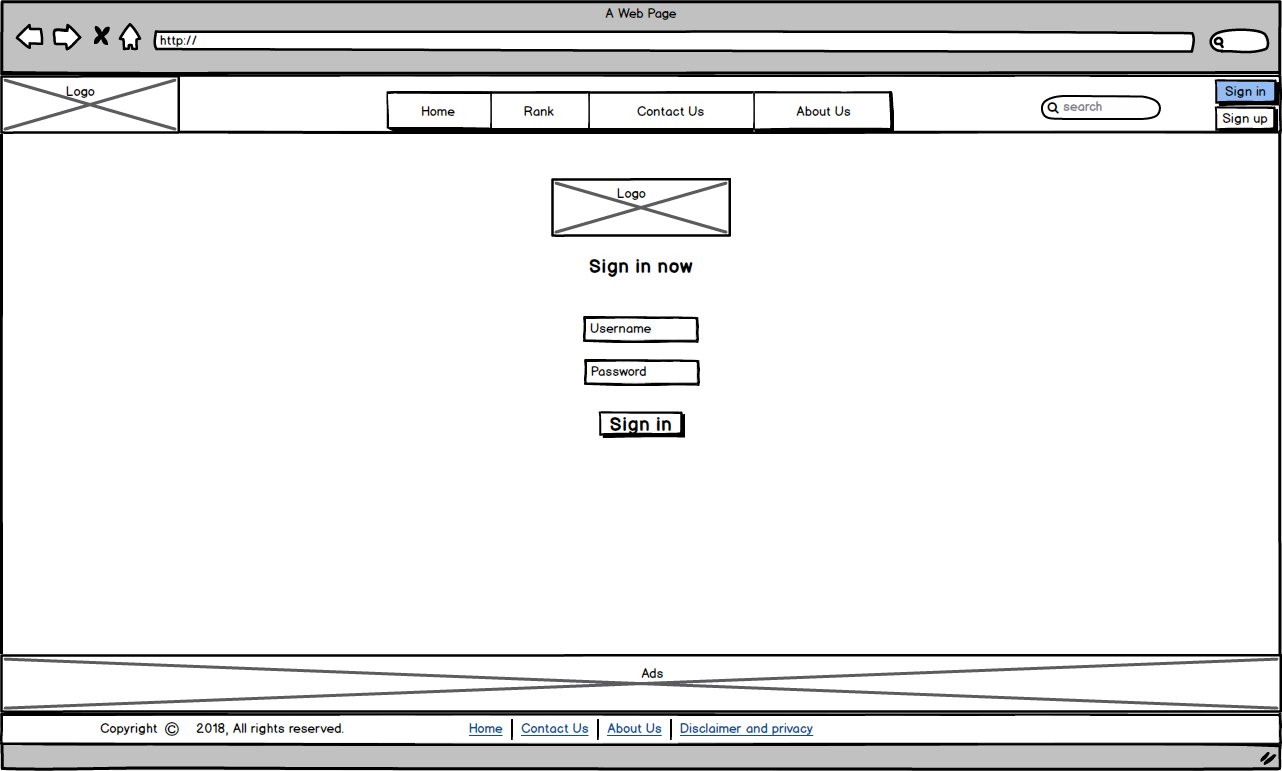 A Web Page
http://
Logo
Home Rank Contact Us About Us
search
Sign in
Sign up
Logo
Sign in now
Username
Password
Sign in
Ads
Copyright © 2018, All rights reserved. Home Contact Us About Us Disclaimer and privacy